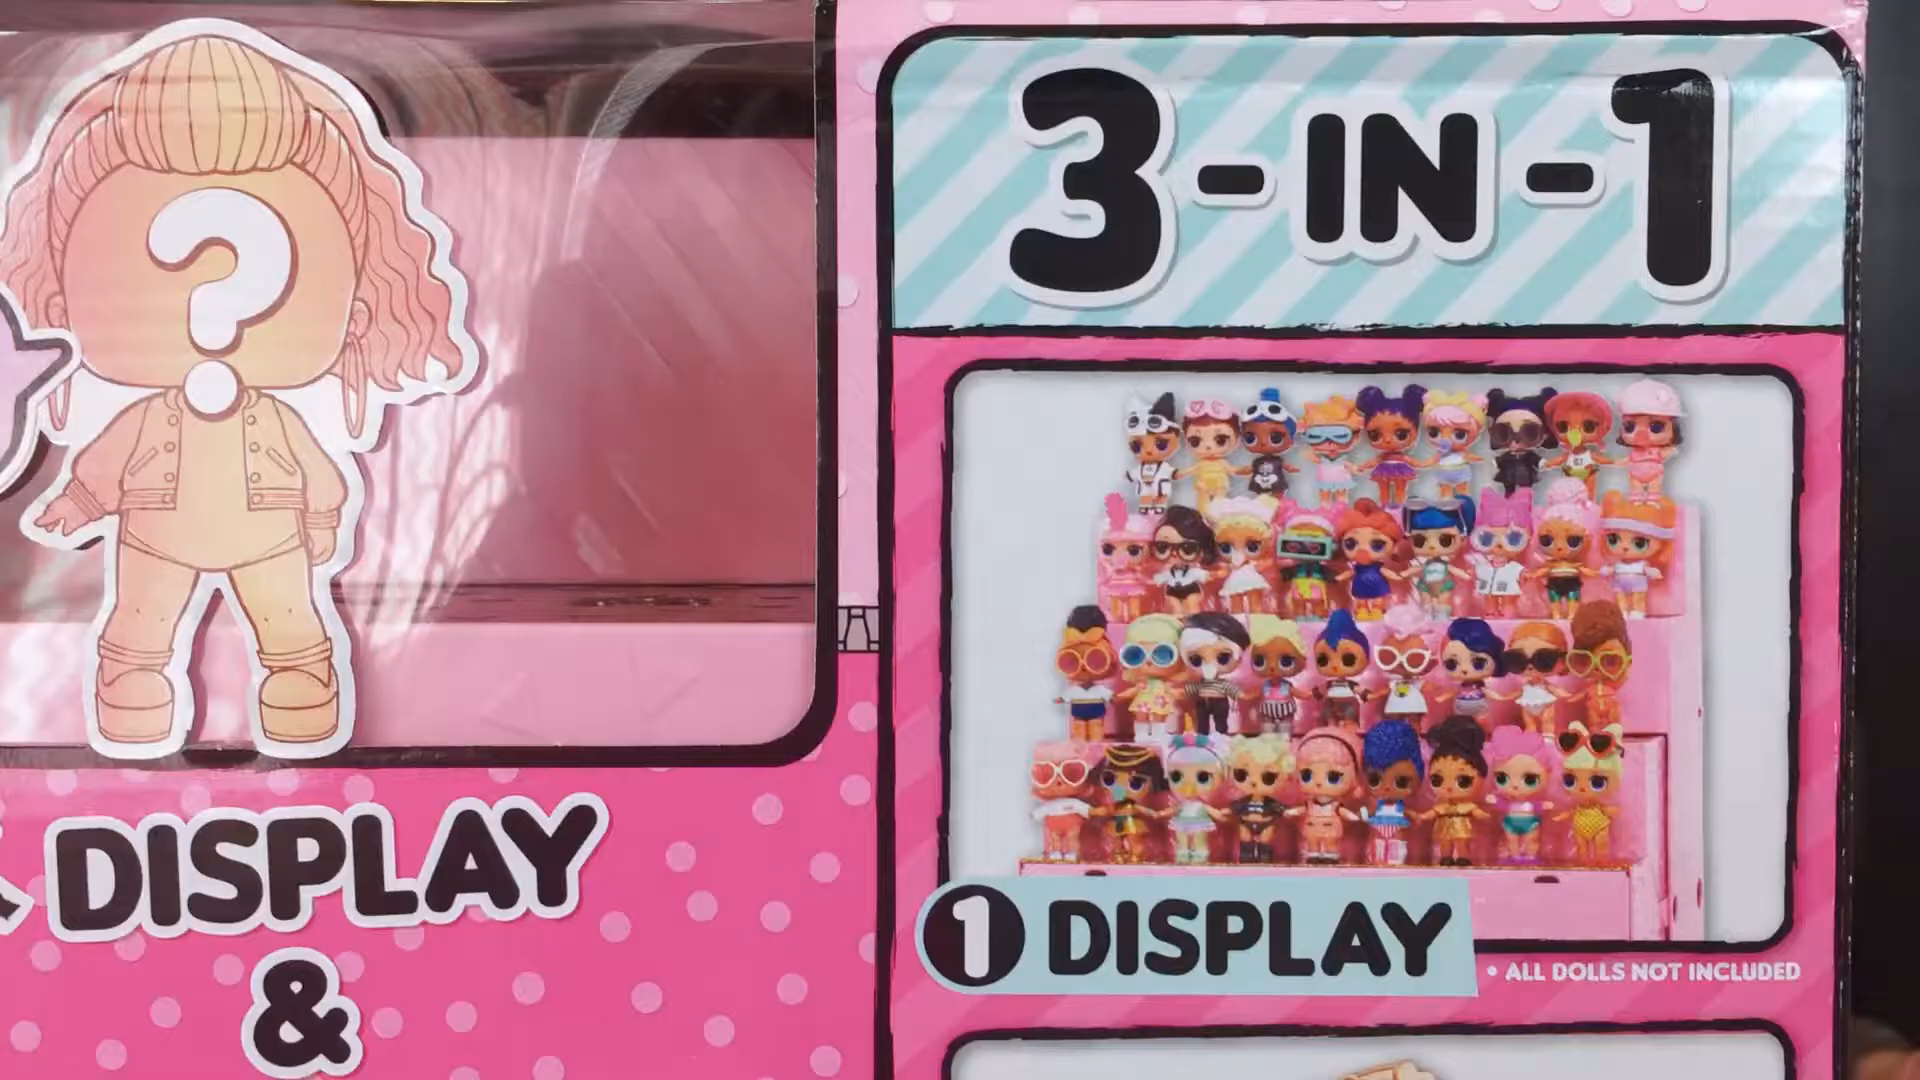 ?
DISPLAY
&
3-IN-1
1 DISPLAY
• ALL DOLLS NOT INCLUDED